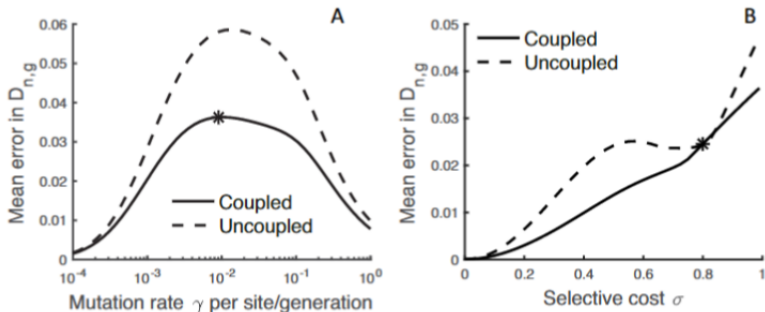 A
Mean error in D_{n,g}
0.06
0.05
0.04
0.03
0.02
0.01
0
Coupled
Uncoupled
10^{-4}
10^{-3}
10^{-2}
10^{-1}
10^{0}
Mutation rate γ per site/generation
B
Mean error in D_{n,g}
0.05
0.04
0.03
0.02
0.01
0
Coupled
Uncoupled
0
0.2
0.4
0.6
0.8
1
Selective cost σ